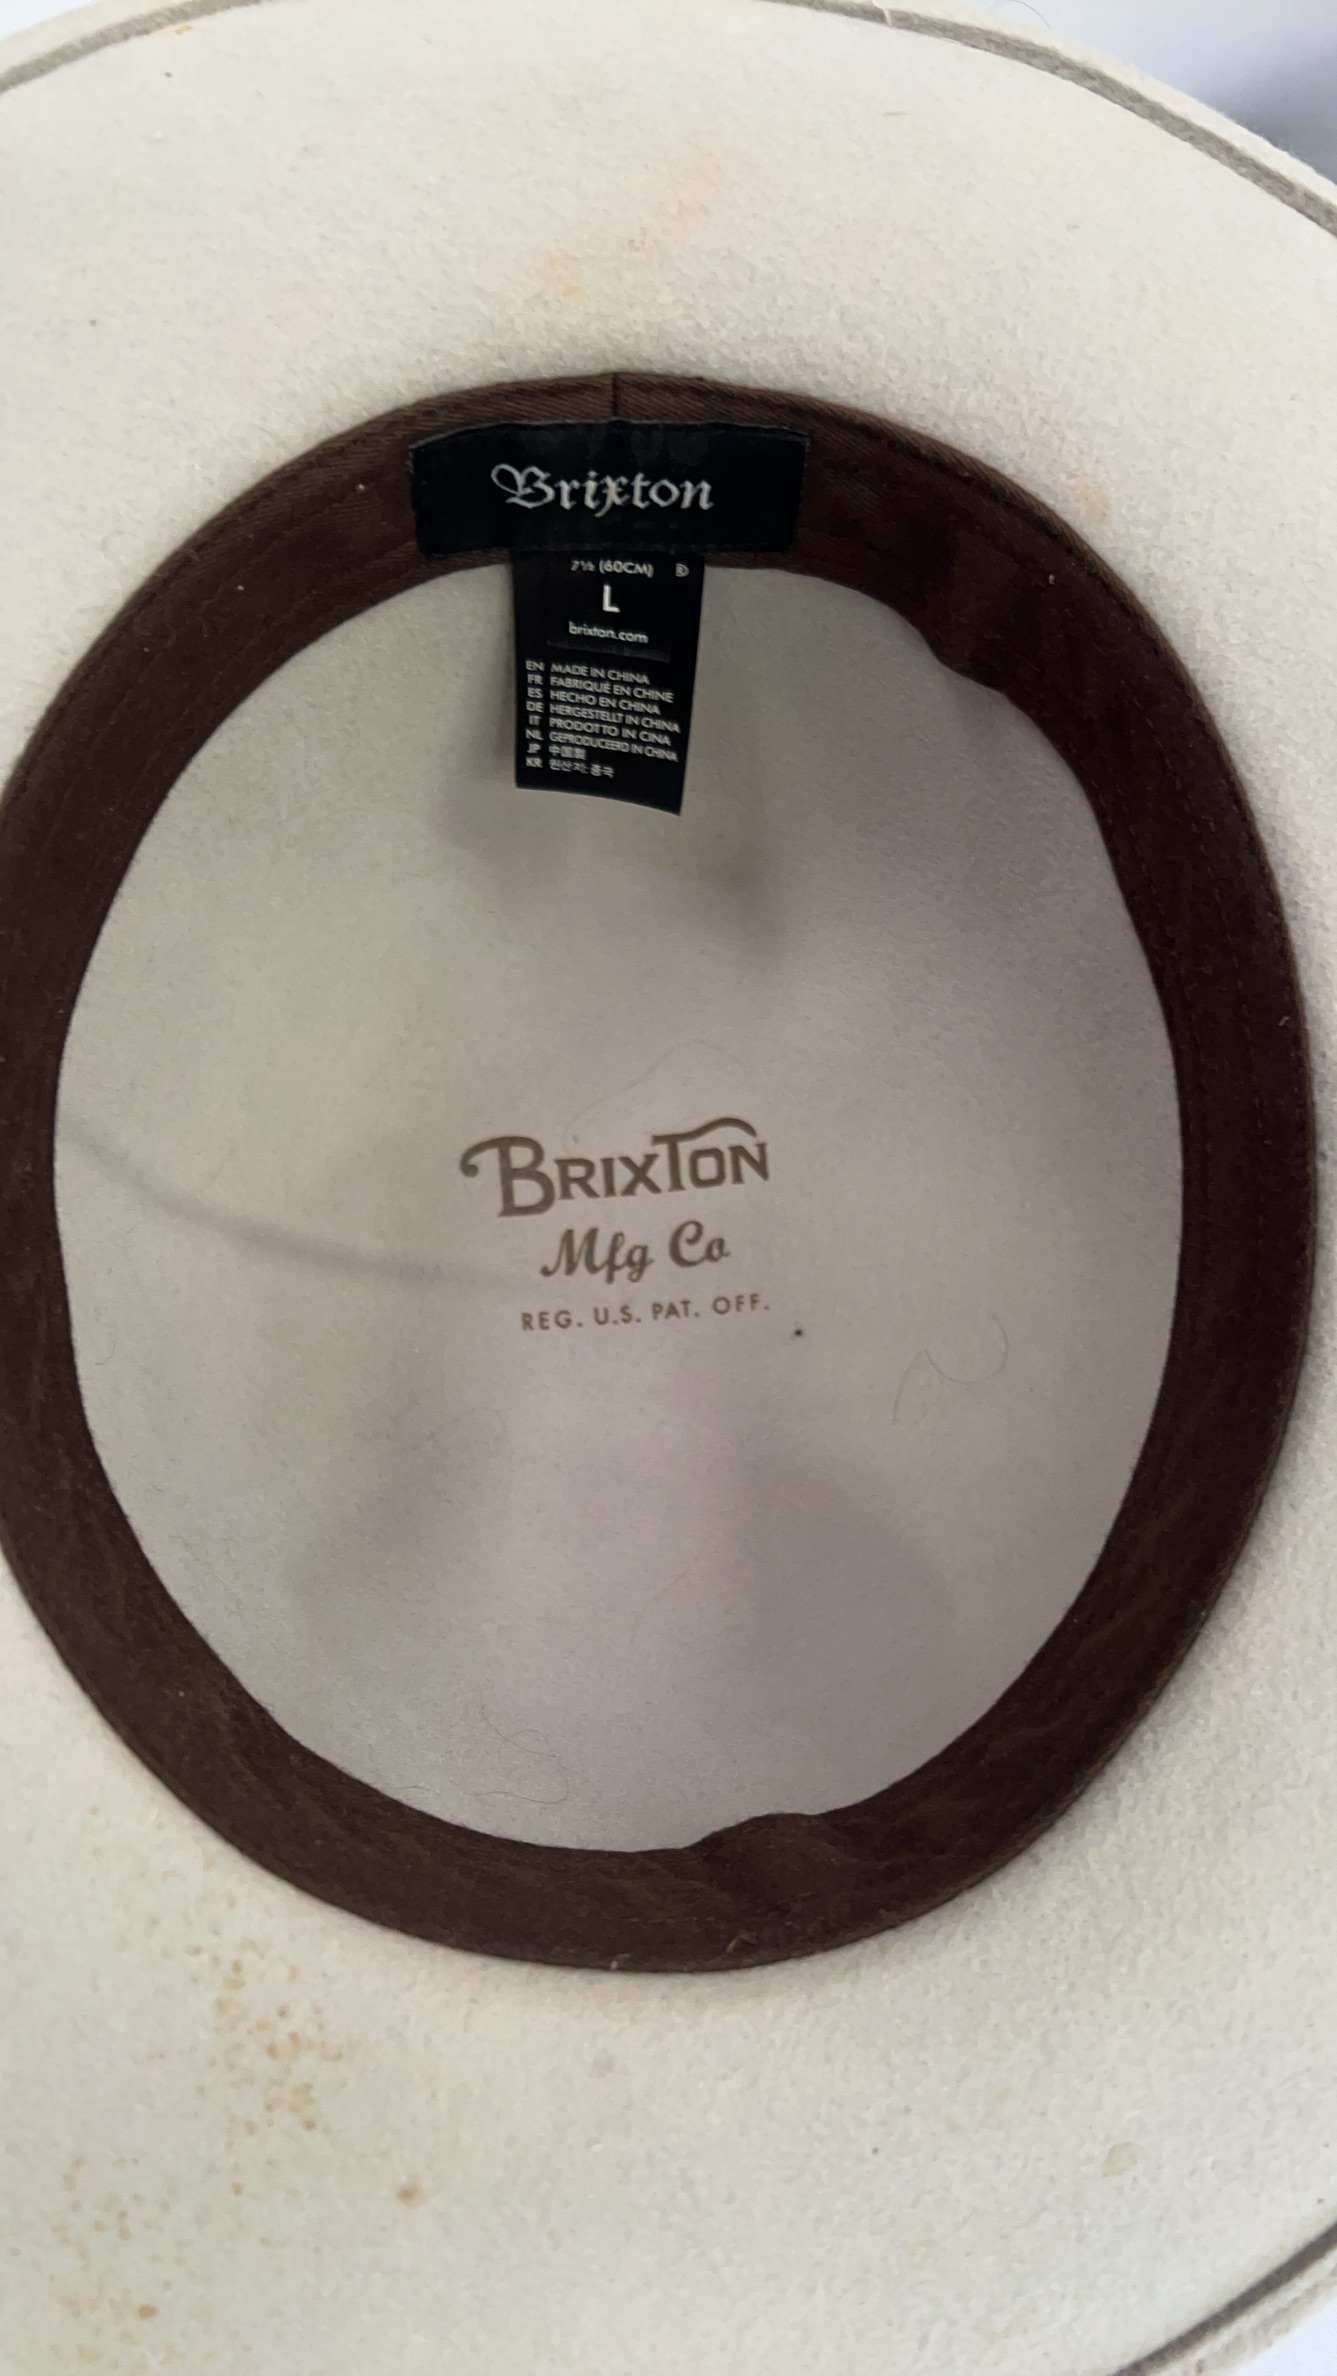 Brixton
7½ (60CM) D
L
brixton.com
EN MADE IN CHINA
FR FABRIQUÉ EN CHINE
ES HECHO EN CHINA
DE HERGESTELLT IN CHINA
IT PRODOTTO IN CINA
NL GEPRODUCEERD IN CHINA
JP 中国製
KR 원산지: 중국
BRIXTON
Mfg Co
REG. U.S. PAT. OFF.